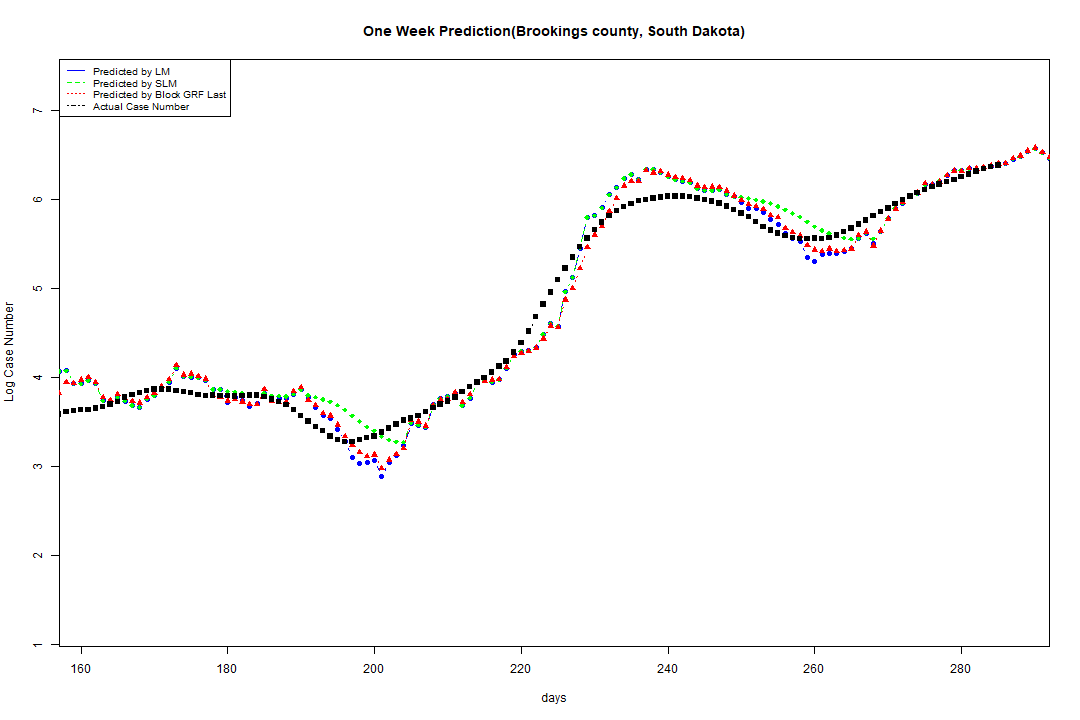 One Week Prediction(Brookings county, South Dakota)
Predicted by LM
Predicted by SLM
Predicted by Block GRF Last
Actual Case Number
7
6
5
4
3
2
1
Log Case Number
160 180 200 220 240 260 280
days